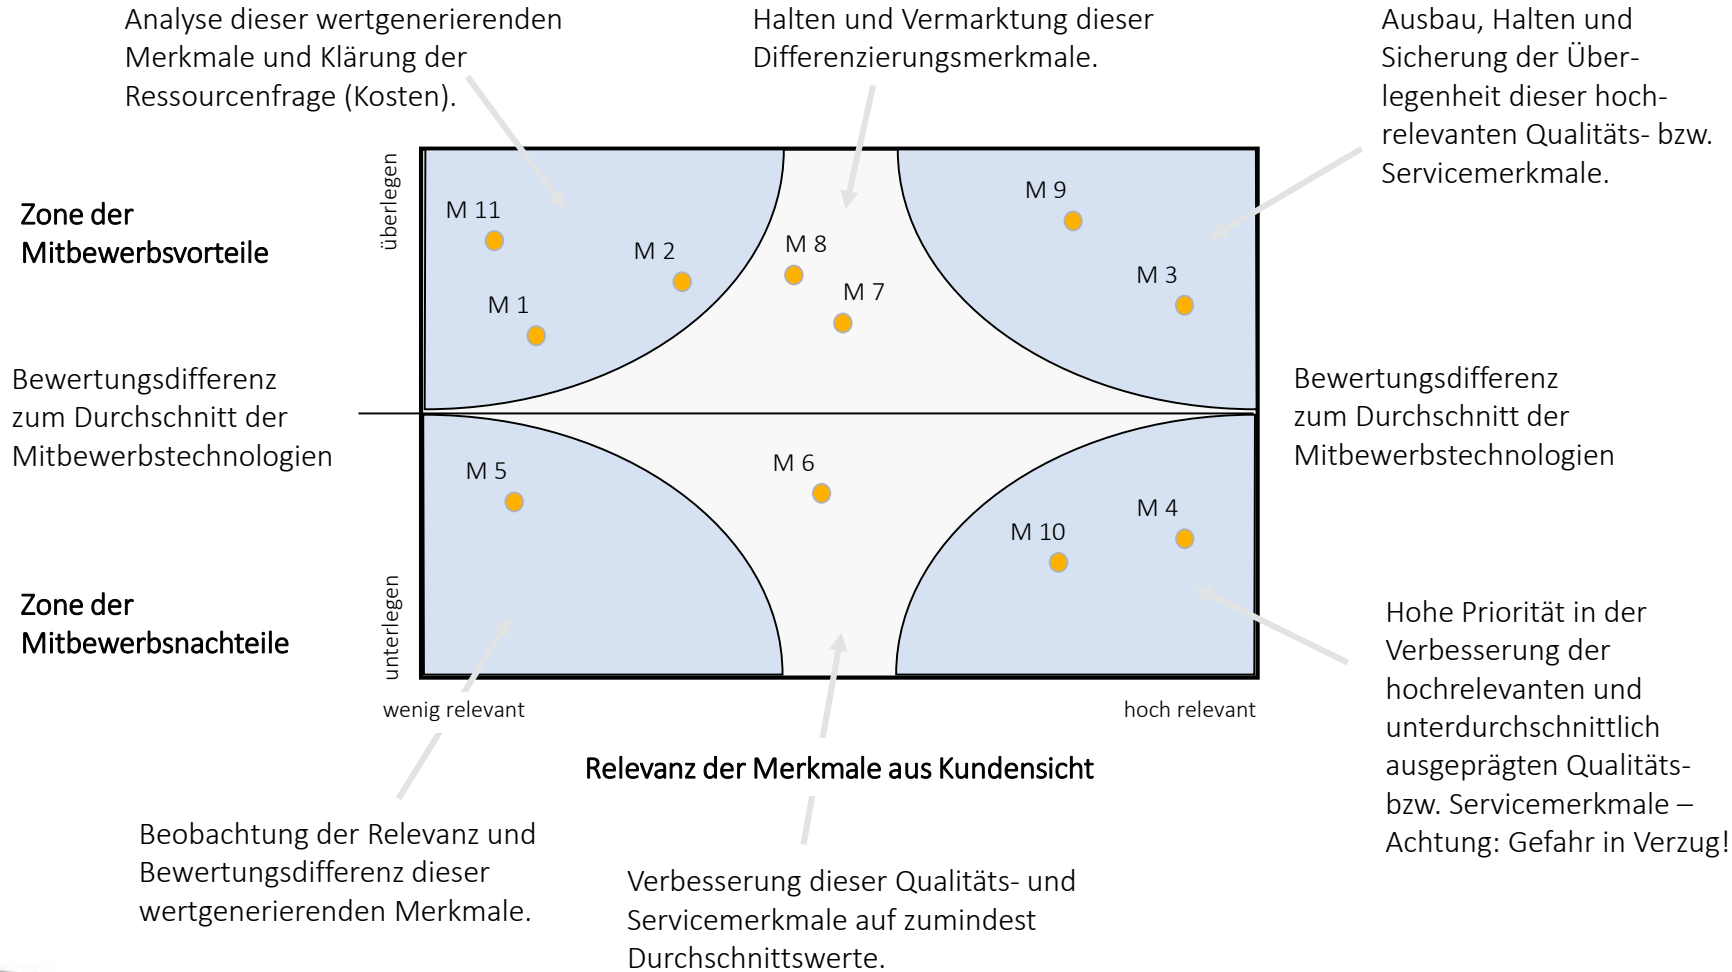 Analyse dieser wertgenerierenden
Merkmale und Klärung der
Ressourcenfrage (Kosten).
Halten und Vermarktung dieser
Differenzierungsmerkmale.
Ausbau, Halten und
Sicherung der Über-
legenheit dieser hoch-
relevanten Qualitäts- bzw.
Servicemerkmale.
Zone der
Mitbewerbsvorteile
überlegen
M 11
M 2
M 1
M 8
M 7
M 9
M 3
Bewertungsdifferenz
zum Durchschnitt der
Mitbewerbstechnologien
Bewertungsdifferenz
zum Durchschnitt der
Mitbewerbstechnologien
M 5
M 6
M 10
M 4
Zone der
Mitbewerbsnachteile
unterlegen
wenig relevant
hoch relevant
Relevanz der Merkmale aus Kundensicht
Hohe Priorität in der
Verbesserung der
hochrelevanten und
unterdurchschnittlich
ausgeprägten Qualitäts-
bzw. Servicemerkmale –
Achtung: Gefahr in Verzug!
Beobachtung der Relevanz und
Bewertungsdifferenz dieser
wertgenerierenden Merkmale.
Verbesserung dieser Qualitäts- und
Servicemerkmale auf zumindest
Durchschnittswerte.